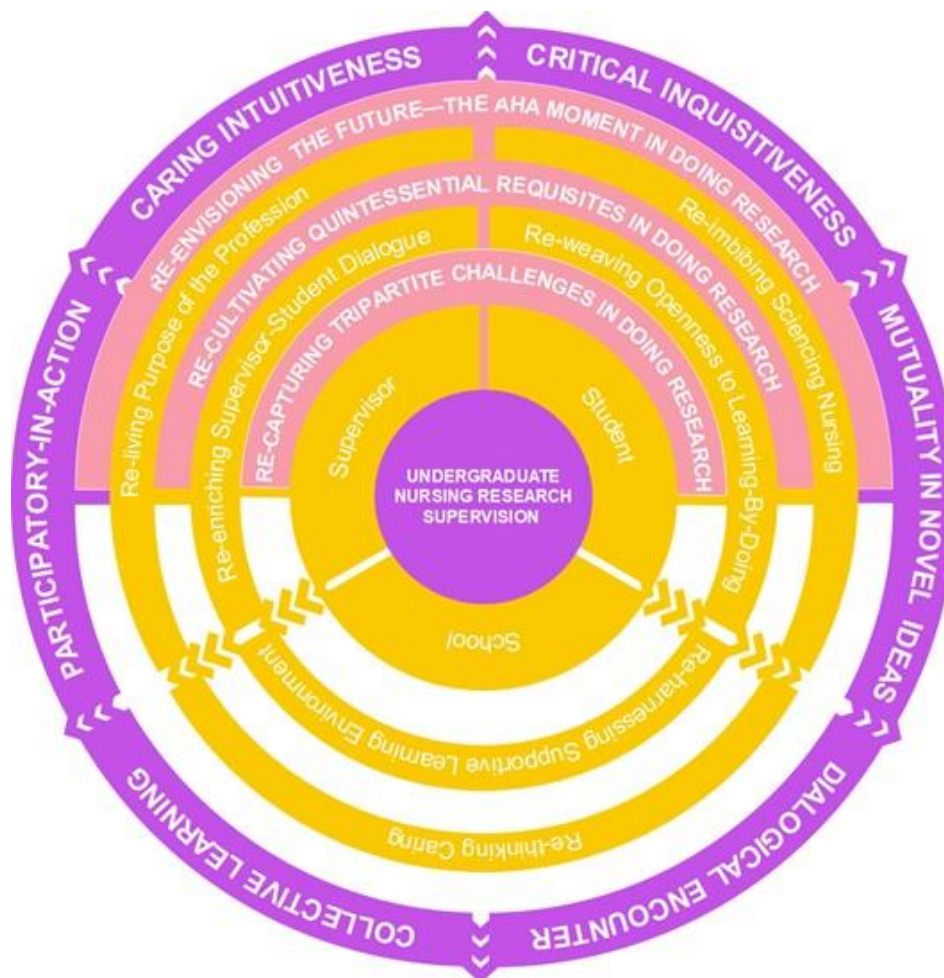 CARING INTUITIVENESS
CRITICAL INQUISITIVENESS
MUTUALITY IN NOVEL IDEAS
DIALOGICAL ENCOUNTER
COLLECTIVE LEARNING
PARTICIPATORY-IN-ACTION
RE-ENVISIONING THE FUTURE—THE AHA MOMENT IN DOING RESEARCH
Re-living Purpose of the Profession
Re-Imbibing Sciencing Nursing
Re-thinking Caring
RE-CULTIVATING QUINTESSENTIAL REQUISITES IN DOING RESEARCH
Re-enriching Supervisor-Student Dialogue
Re-weaving Openness to Learning-By-Doing
Re-harnessing Supportive Learning Environment
RE-CAPTURING TRIPARTITE CHALLENGES IN DOING RESEARCH
Supervisor
Student
School
UNDERGRADUATE
NURSING RESEARCH
SUPERVISION